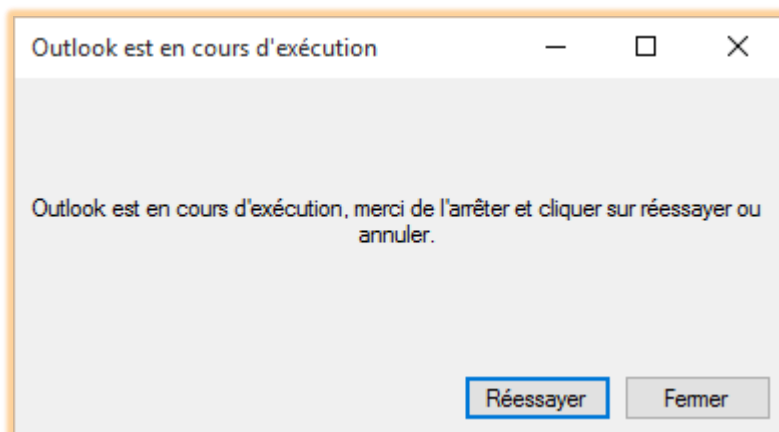 Outlook est en cours d'exécution
Outlook est en cours d'exécution, merci de l'arrêter et cliquer sur réessayer ou
annuler.
Réessayer
Fermer